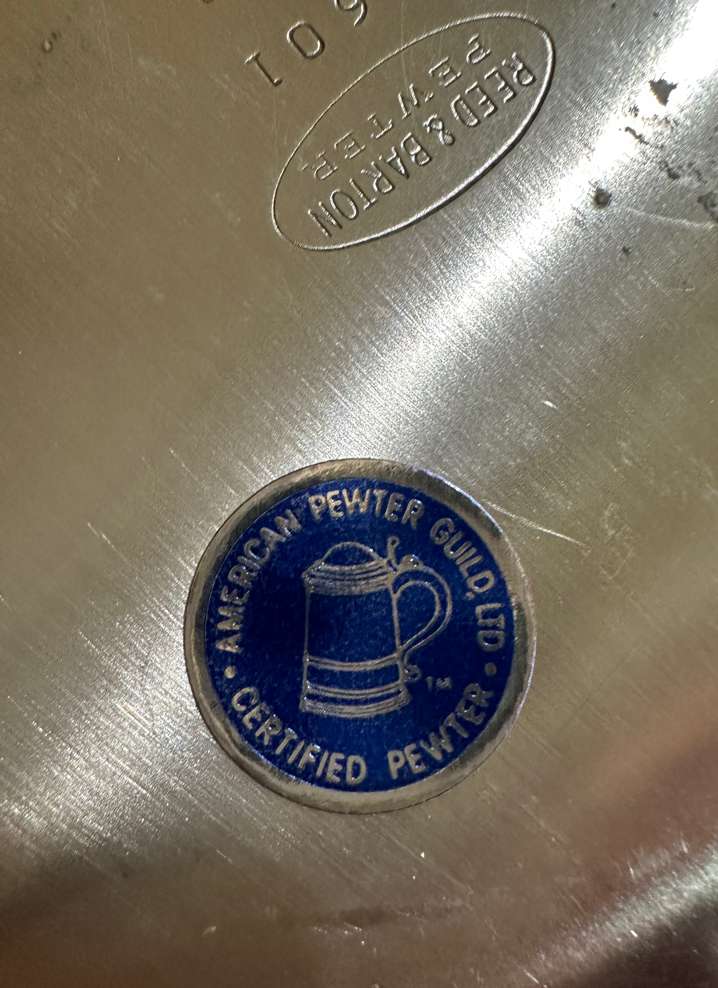 REED & BARTON
PEWTER
AMERICAN PEWTER GUILD, LTD
TM
• CERTIFIED PEWTER •